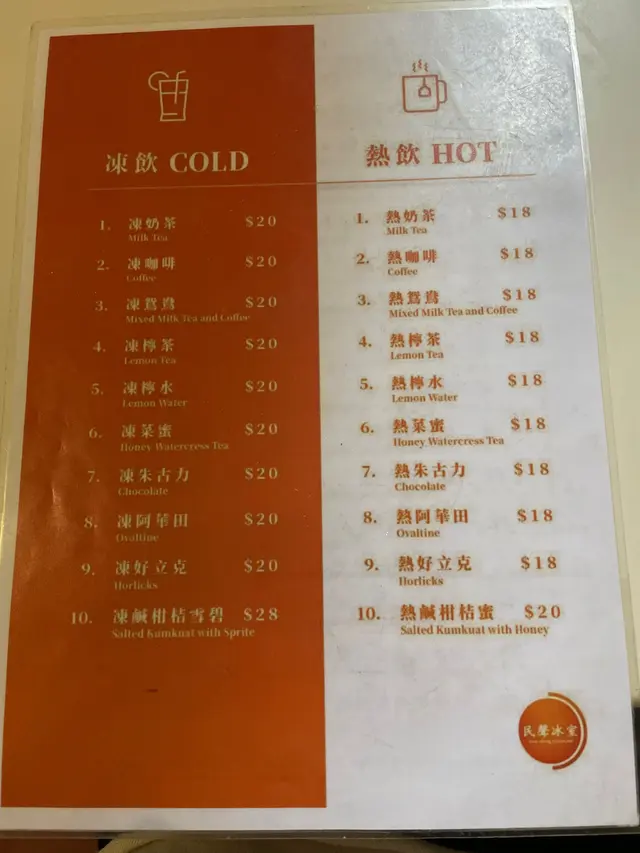 凍飲 COLD
1. 凍奶茶 $20
Milk Tea
2. 凍咖啡 $20
Coffee
3. 凍鴛鴦 $20
Mixed Milk Tea and Coffee
4. 凍檸茶 $20
Lemon Tea
5. 凍檸水 $20
Lemon Water
6. 凍菜蜜 $20
Honey Watercress Tea
7. 凍朱古力 $20
Chocolate
8. 凍阿華田 $20
Ovaltine
9. 凍好立克 $20
Horlicks
10. 凍鹹柑桔雪碧 $28
Salted Kumkuat with Sprite
熱飲 HOT
1. 熱奶茶 $18
Milk Tea
2. 熱咖啡 $18
Coffee
3. 熱鴛鴦 $18
Mixed Milk Tea and Coffee
4. 熱檸茶 $18
Lemon Tea
5. 熱檸水 $18
Lemon Water
6. 熱菜蜜 $18
Honey Watercress Tea
7. 熱朱古力 $18
Chocolate
8. 熱阿華田 $18
Ovaltine
9. 熱好立克 $18
Horlicks
10. 熱鹹柑桔蜜 $20
Salted Kumkuat with Honey
民聲冰室